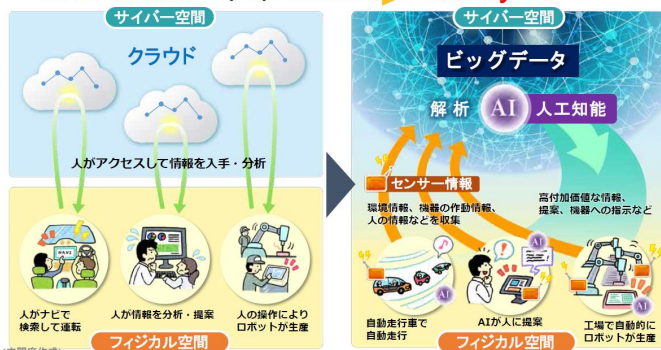 サイバー空間
クラウド
人がアクセスして情報を入手・分析
NAVI
人がナビで
検索して運転
人が情報を分析・提案
人の操作により
ロボットが生産
フィジカル空間
サイバー空間
ビッグデータ
解析 AI 人工知能
センサー情報
環境情報、機器の作動情報、
人の情報などを収集
高付加価値な情報、
提案、機器への指示など
AI
AI
AI
自動走行車で
自動走行
AIが人に提案
工場で自動的に
ロボットが生産
フィジカル空間